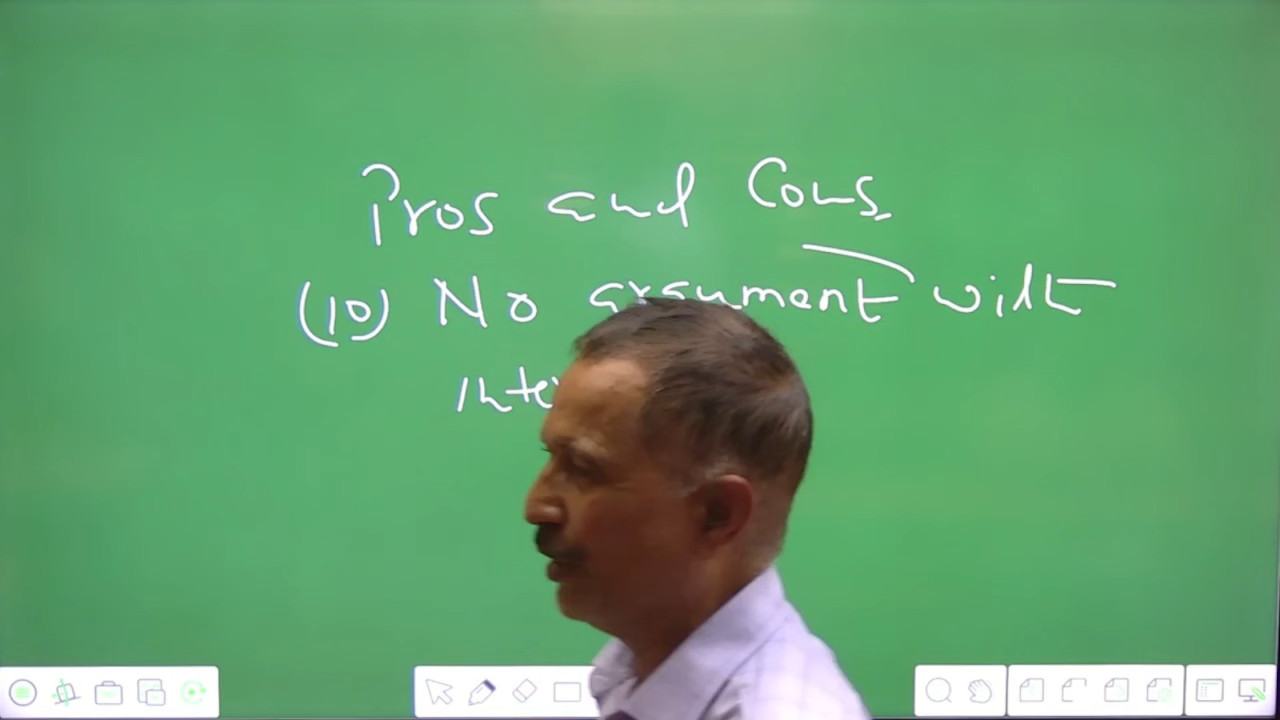 Pros and Cons
(10) No argument with